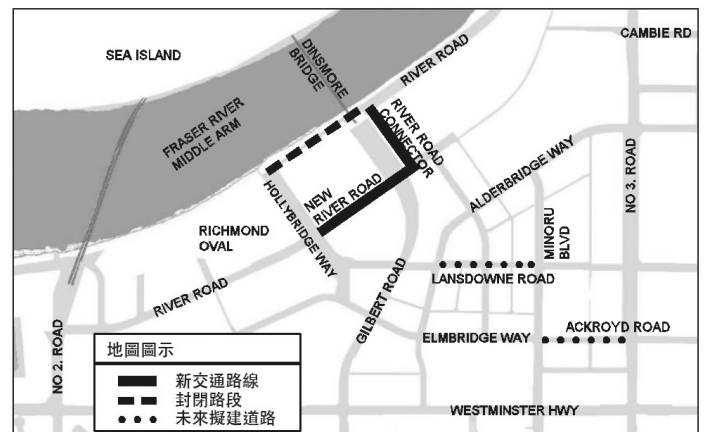 SEA ISLAND
DINSMORE
BRIDGE
RIVER ROAD
CAMBIE RD
FRASER RIVER
MIDDLE ARM
RIVER ROAD
CONNECTOR
ALDERBRIDGE WAY
NO 3. ROAD
NEW
RIVER ROAD
HOLLYBRIDGE WAY
RICHMOND
OVAL
MINORU
BLVD
LANSDOWNE ROAD
RIVER ROAD
GILBERT ROAD
NO 2. ROAD
ELMBRIDGE WAY
ACKROYD ROAD
地圖圖示
新交通路線
封閉路段
未來擬建道路
WESTMINSTER HWY